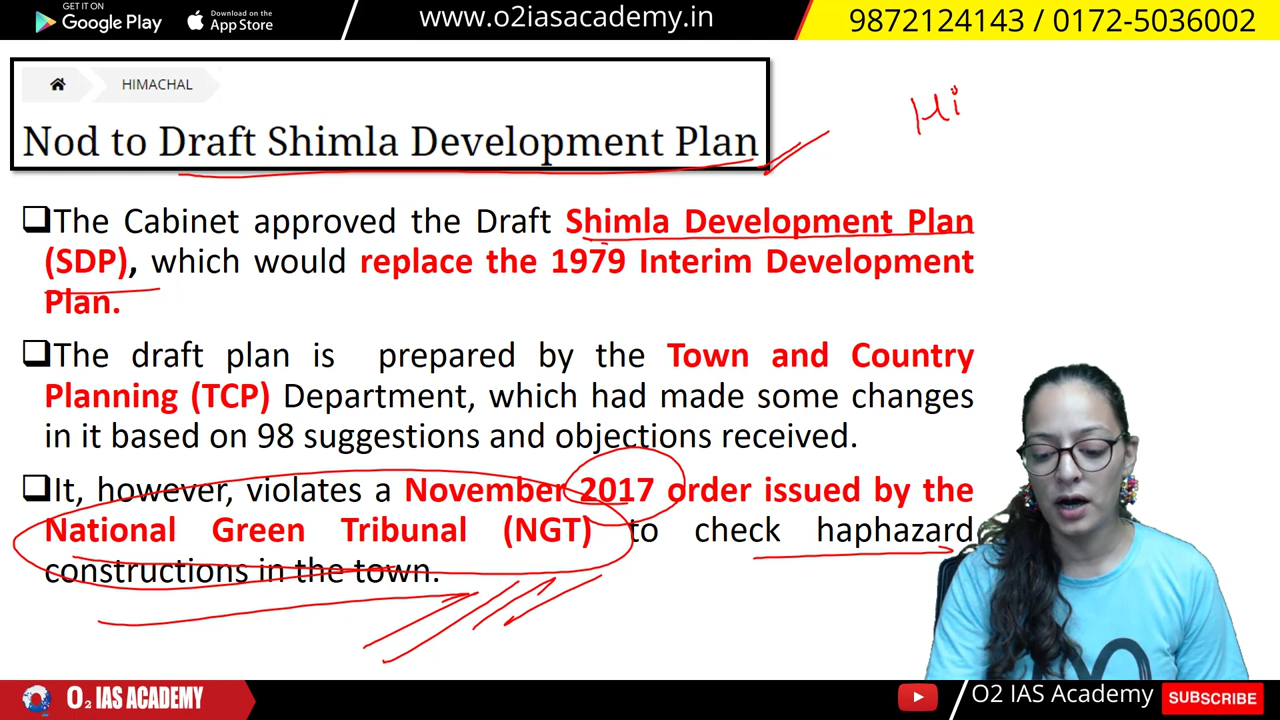 GET IT ON
Google Play
Download on the
App Store
www.o2iasacademy.in
9872124143 / 0172-5036002
HIMACHAL
Nod to Draft Shimla Development Plan
Hi
The Cabinet approved the Draft Shimla Development Plan
(SDP), which would replace the 1979 Interim Development
Plan.
The draft plan is prepared by the Town and Country
Planning (TCP) Department, which had made some changes
in it based on 98 suggestions and objections received.
It, however, violates a November 2017 order issued by the
National Green Tribunal (NGT) to check haphazard
constructions in the town.
O2 IAS ACADEMY
O2 IAS Academy
SUBSCRIBE